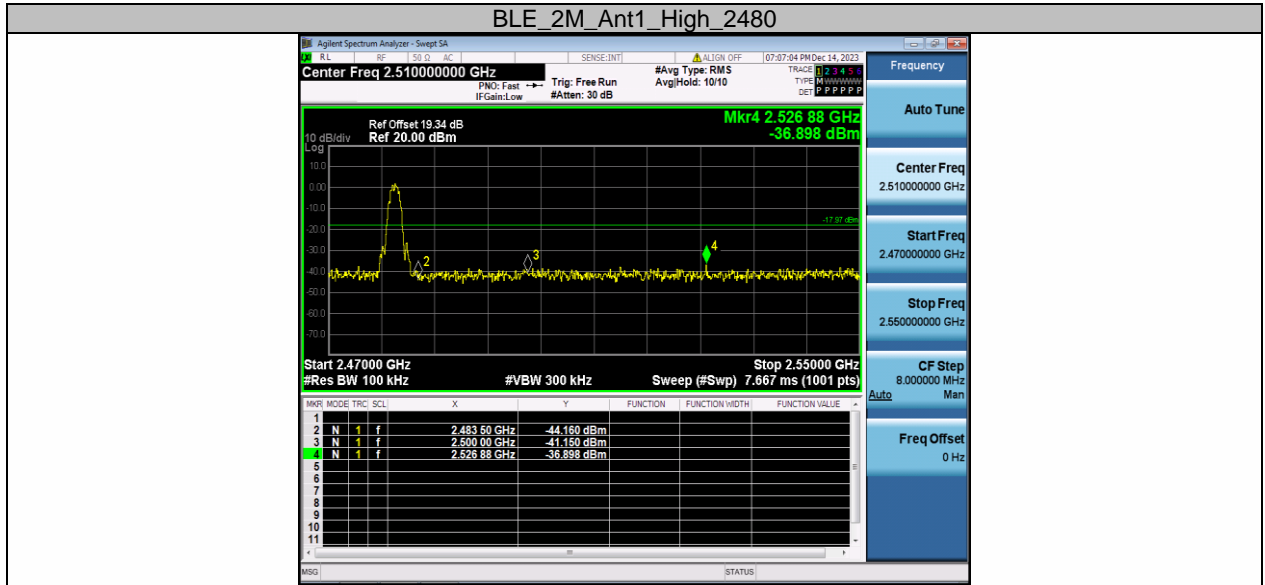 BLE_2M_Ant1_High_2480
Agilent Spectrum Analyzer - Swept SA
RL RF 50 Ω AC SENSE:INT ALIGN OFF 07:07:04 PM Dec 14, 2023
Center Freq 2.510000000 GHz
PNO: Fast
IFGain:Low
Trig: Free Run
#Atten: 30 dB
#Avg Type: RMS
Avg|Hold: 10/10
TRACE 1 2 3 4 5 6
TYPE M W W W W W
DET P P P P P P
Mkr4 2.526 88 GHz
-36.898 dBm
Ref Offset 19.34 dB
10 dB/div Ref 20.00 dBm
Log
10.0
0.00
-10.0
-17.97 dBm
-20.0
-30.0
-40.0
-50.0
-60.0
-70.0
2
3
4
Start 2.47000 GHz Stop 2.55000 GHz
#Res BW 100 kHz #VBW 300 kHz Sweep (#Swp) 7.667 ms (1001 pts)
MKR MODE TRC SCL X Y FUNCTION FUNCTION WIDTH FUNCTION VALUE
1
2 N 1 f 2.483 50 GHz -44.160 dBm
3 N 1 f 2.500 00 GHz -41.150 dBm
4 N 1 f 2.526 88 GHz -36.898 dBm
5
6
7
8
9
10
11
MSG STATUS
Frequency
Auto Tune
Center Freq
2.510000000 GHz
Start Freq
2.470000000 GHz
Stop Freq
2.550000000 GHz
CF Step
8.000000 MHz
Auto Man
Freq Offset
0 Hz